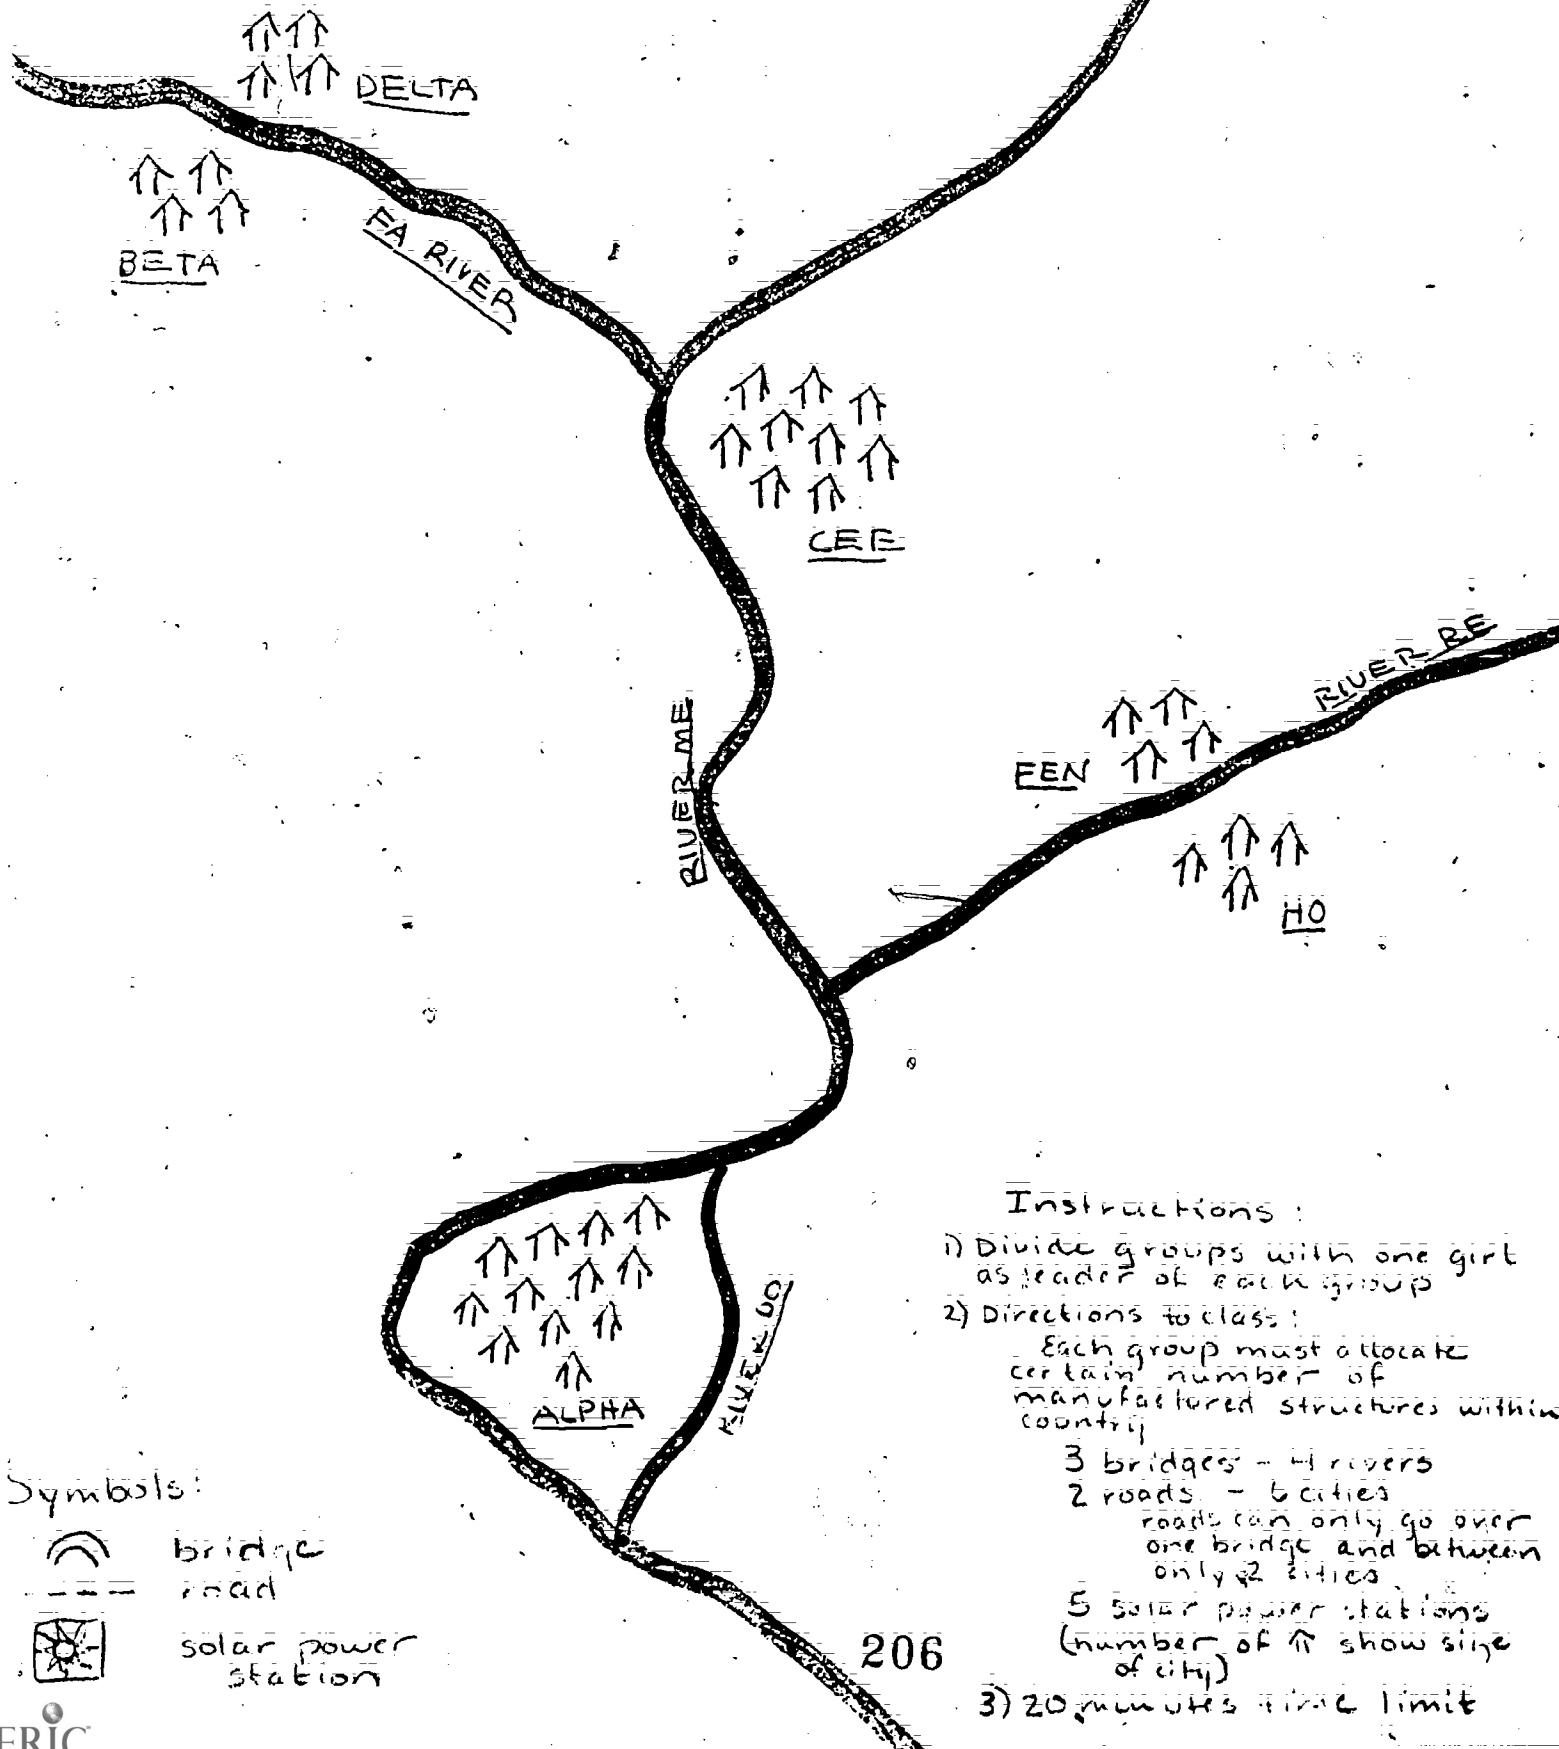 DELTA
BETA
FA RIVER
CEE
RIVER BE
RIVER ME
EEN
HO
ALPHA
RIVER DO
Instructions:
1) Divide groups with one girl
as leader of each group
2) Directions to class:
Each group must allocate
certain number of
manufactored structures within
country
3 bridges - 4 rivers
2 roads - 6 cities
roads can only go over
one bridge and between
only 2 cities
5 solar power stations
(number of ⇑ show size
of city)
3) 20 minutes time limit
Symbols:
bridge
road
solar power
station
206
ERIC